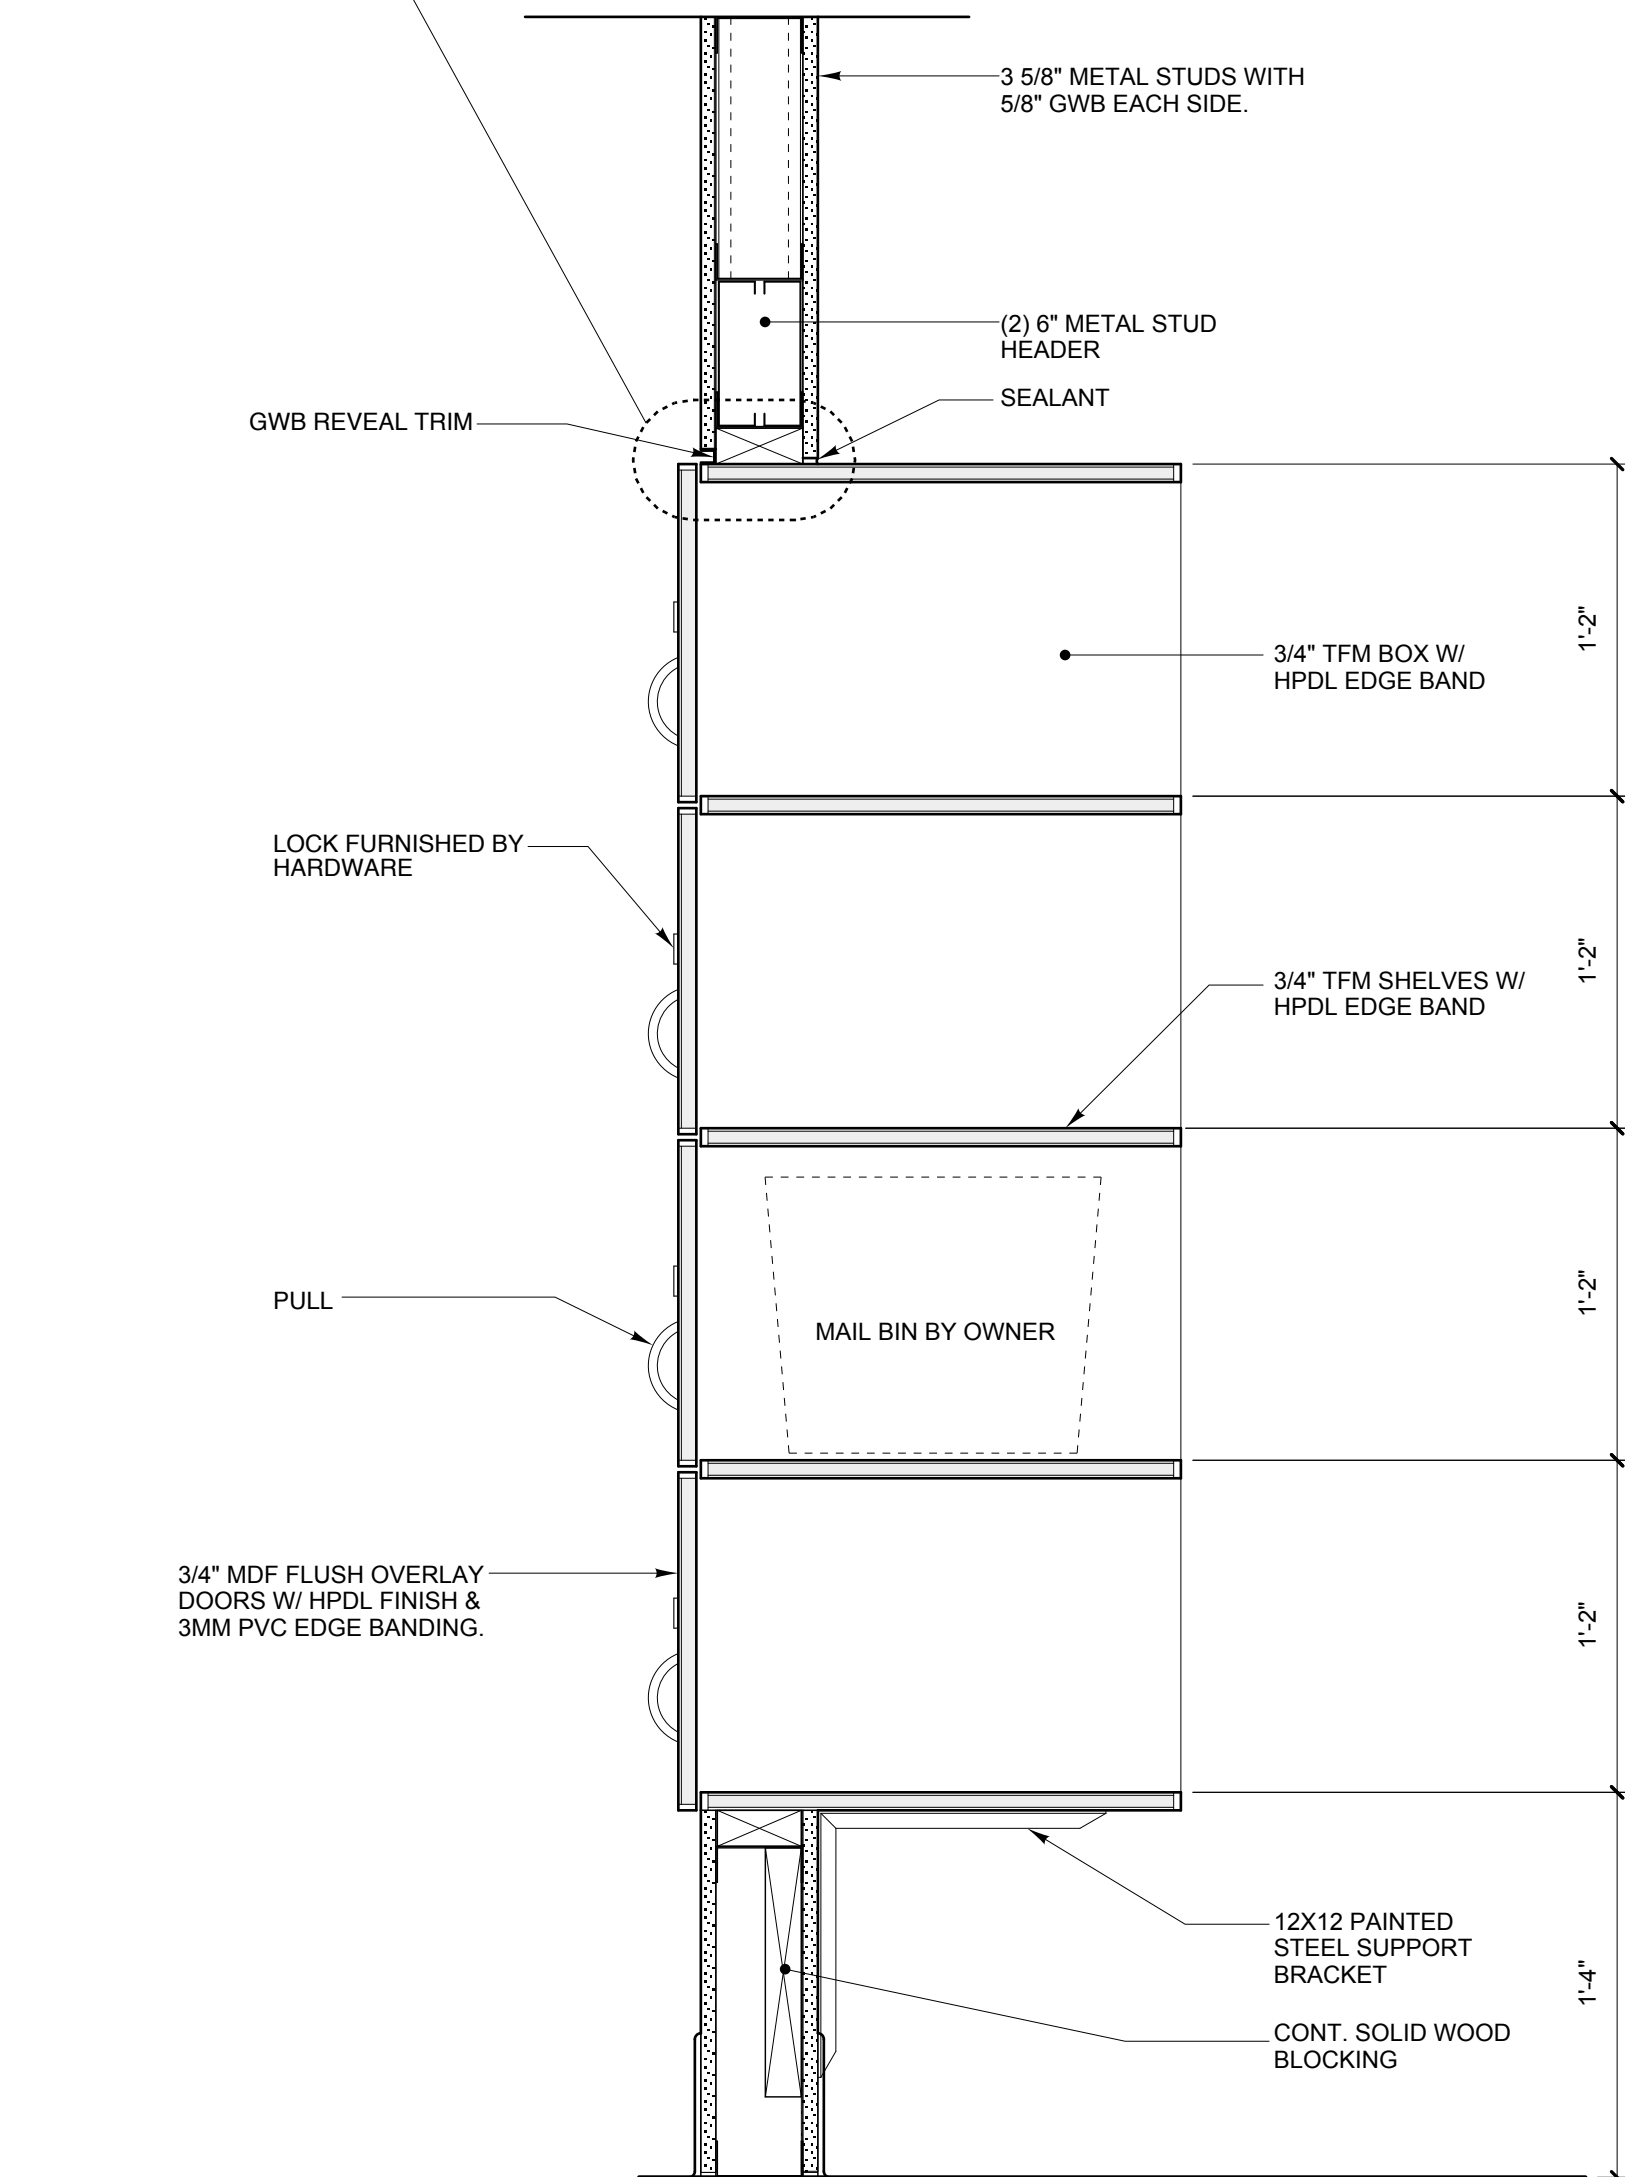 3 5/8" METAL STUDS WITH
5/8" GWB EACH SIDE.
(2) 6" METAL STUD
HEADER
SEALANT
GWB REVEAL TRIM
1'-2"
3/4" TFM BOX W/
HPDL EDGE BAND
LOCK FURNISHED BY
HARDWARE
1'-2"
3/4" TFM SHELVES W/
HPDL EDGE BAND
1'-2"
PULL
MAIL BIN BY OWNER
3/4" MDF FLUSH OVERLAY
DOORS W/ HPDL FINISH &
3MM PVC EDGE BANDING.
1'-2"
12X12 PAINTED
STEEL SUPPORT
BRACKET
1'-4"
CONT. SOLID WOOD
BLOCKING